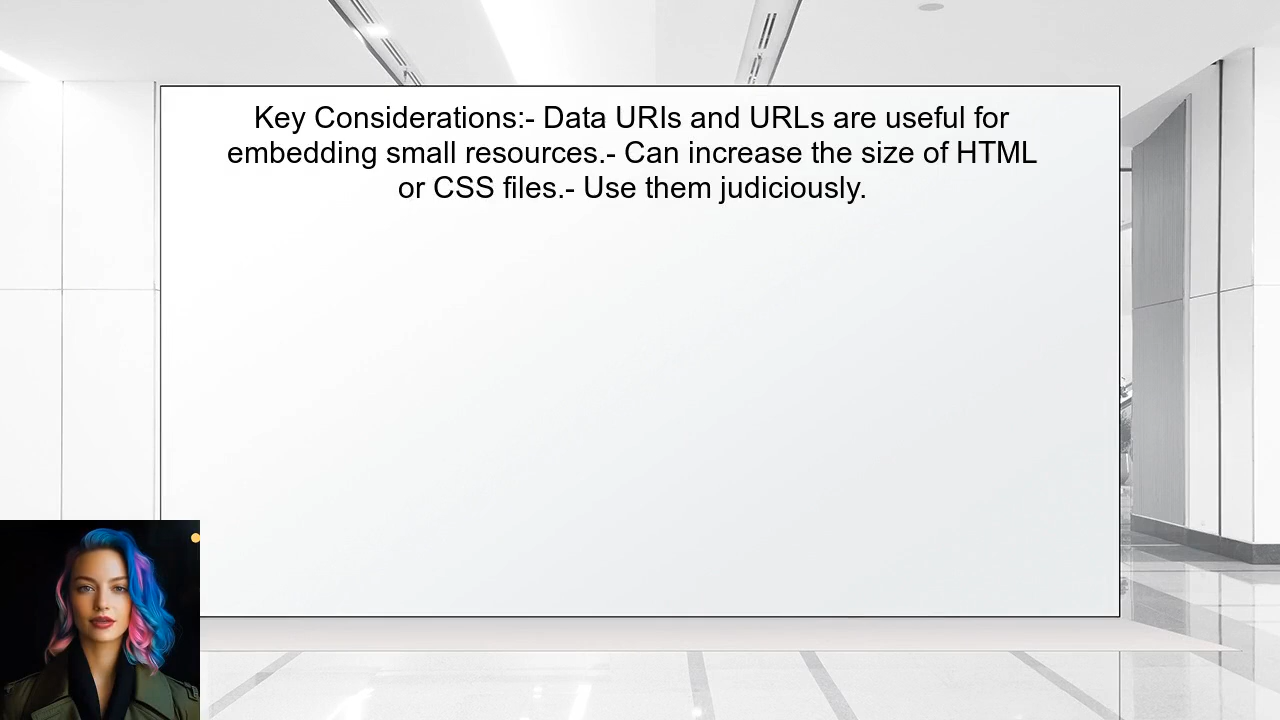 Key Considerations:- Data URIs and URLs are useful for
embedding small resources.- Can increase the size of HTML
or CSS files.- Use them judiciously.